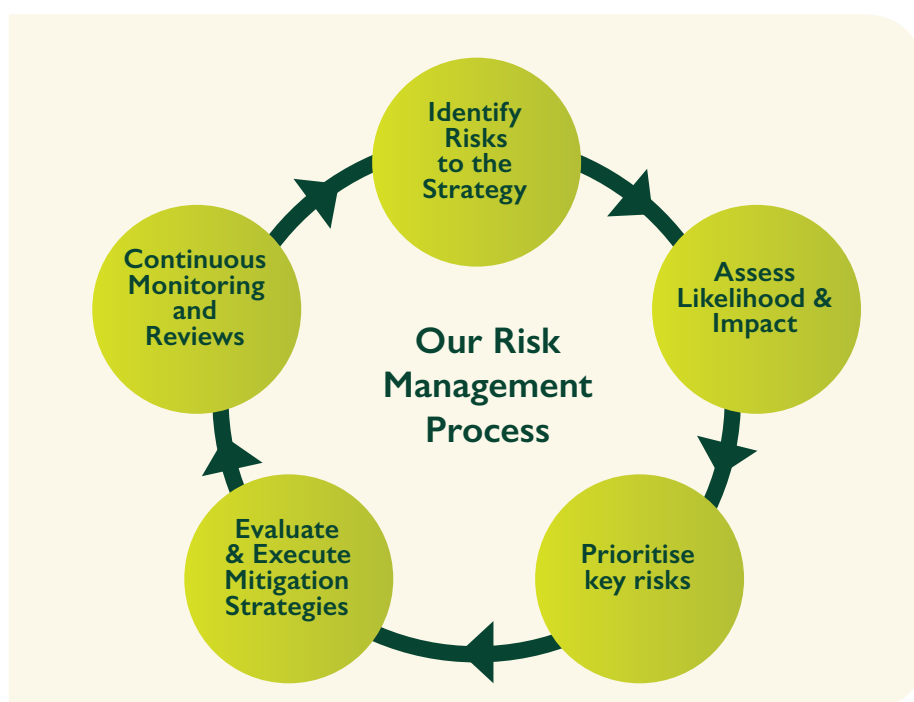 Identify
Risks
to the
Strategy
Assess
Likelihood &
Impact
Prioritise
key risks
Evaluate
& Execute
Mitigation
Strategies
Continuous
Monitoring
and
Reviews
Our Risk
Management
Process